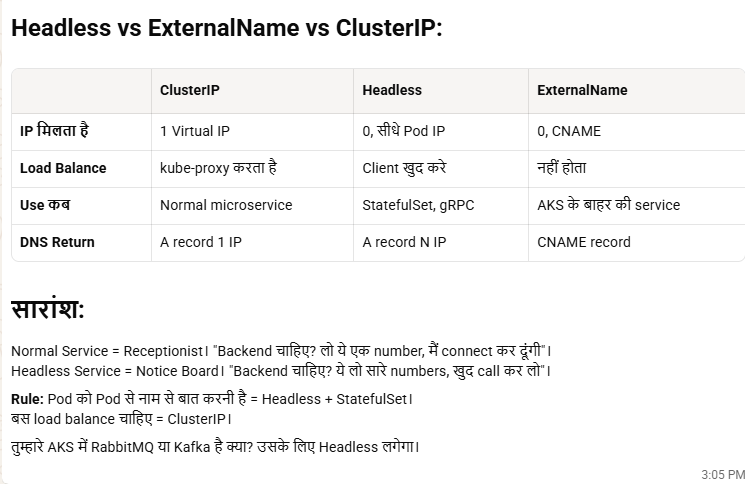 Headless vs ExternalName vs ClusterIP:
ClusterIP Headless ExternalName
IP मिलता है 1 Virtual IP 0, सीधे Pod IP 0, CNAME
Load Balance kube-proxy करता है Client खुद करे नहीं होता
Use कब Normal microservice StatefulSet, gRPC AKS के बाहर की service
DNS Return A record 1 IP A record N IP CNAME record
सारांश:
Normal Service = Receptionist। "Backend चाहिए? लो ये एक number, मैं connect कर दूंगी"।
Headless Service = Notice Board। "Backend चाहिए? ये लो सारे numbers, खुद call कर लो"।
Rule: Pod को Pod से नाम से बात करनी है = Headless + StatefulSet।
बस load balance चाहिए = ClusterIP।
तुम्हारे AKS में RabbitMQ या Kafka है क्या? उसके लिए Headless लगेगा।
3:05 PM